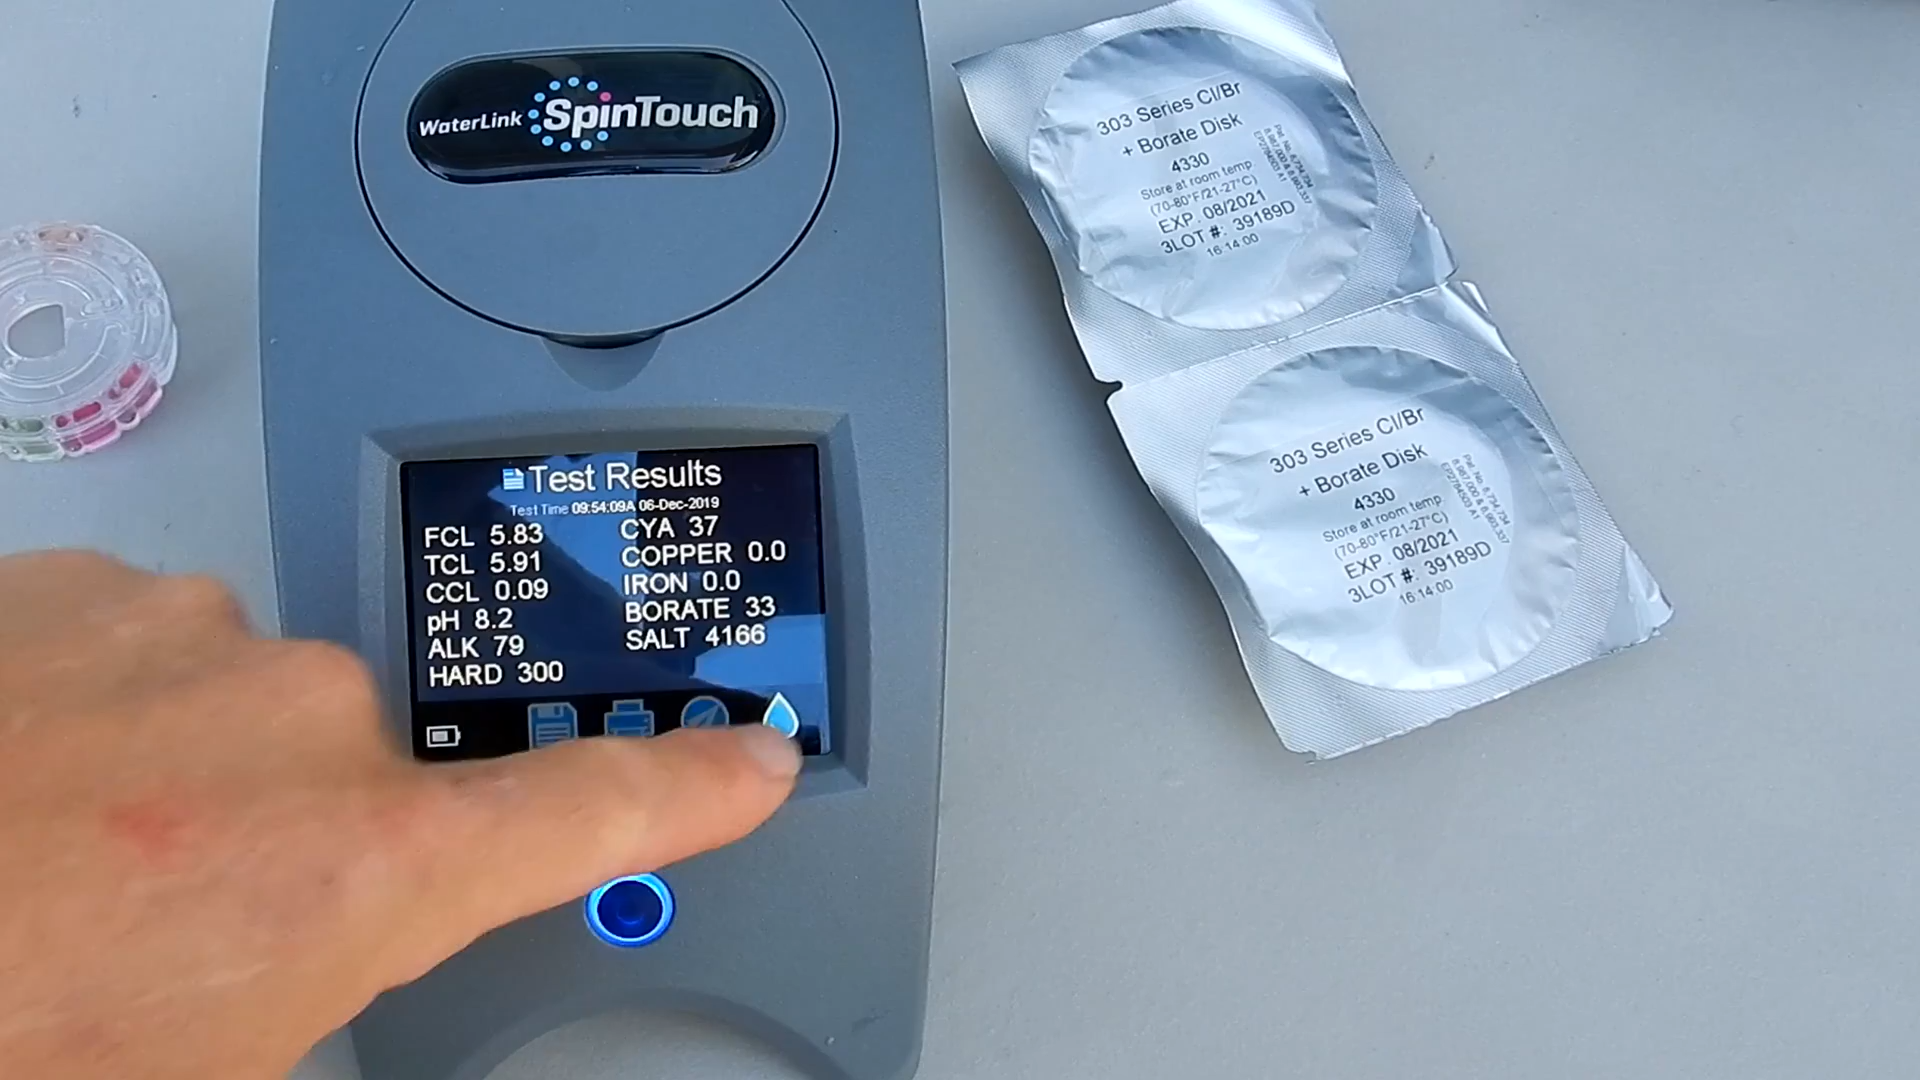 WaterLink SpinTouch
Test Results
Test Time 09:54:09A 06-Dec-2019
FCL 5.83
TCL 5.91
CCL 0.09
pH 8.2
ALK 79
HARD 300
CYA 37
COPPER 0.0
IRON 0.0
BORATE 33
SALT 4166
303 Series Cl/Br
+ Borate Disk
4330
Store at room temp
(70-80°F/21-27°C)
EXP. 08/2021
3LOT #: 39189D
16:14:00
303 Series Cl/Br
+ Borate Disk
4330
Store at room temp
(70-80°F/21-27°C)
EXP. 08/2021
3LOT #: 39189D
16:14:00